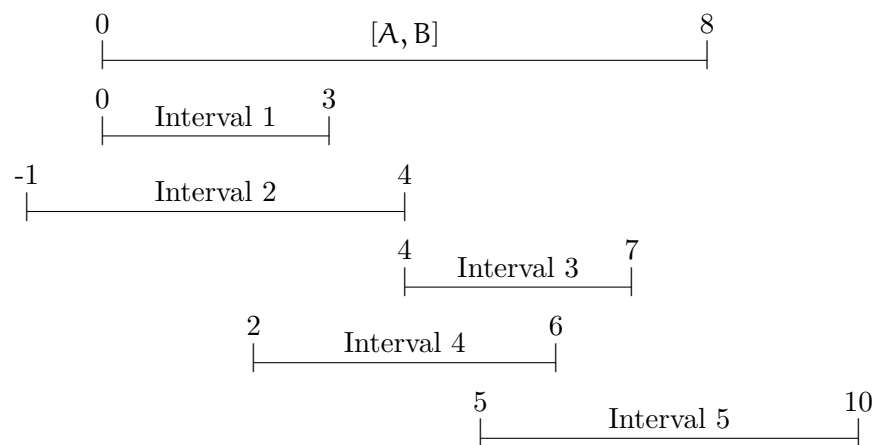 0 [A, B] 8
0 Interval 1 3
-1 Interval 2 4
4 Interval 3 7
2 Interval 4 6
5 Interval 5 10